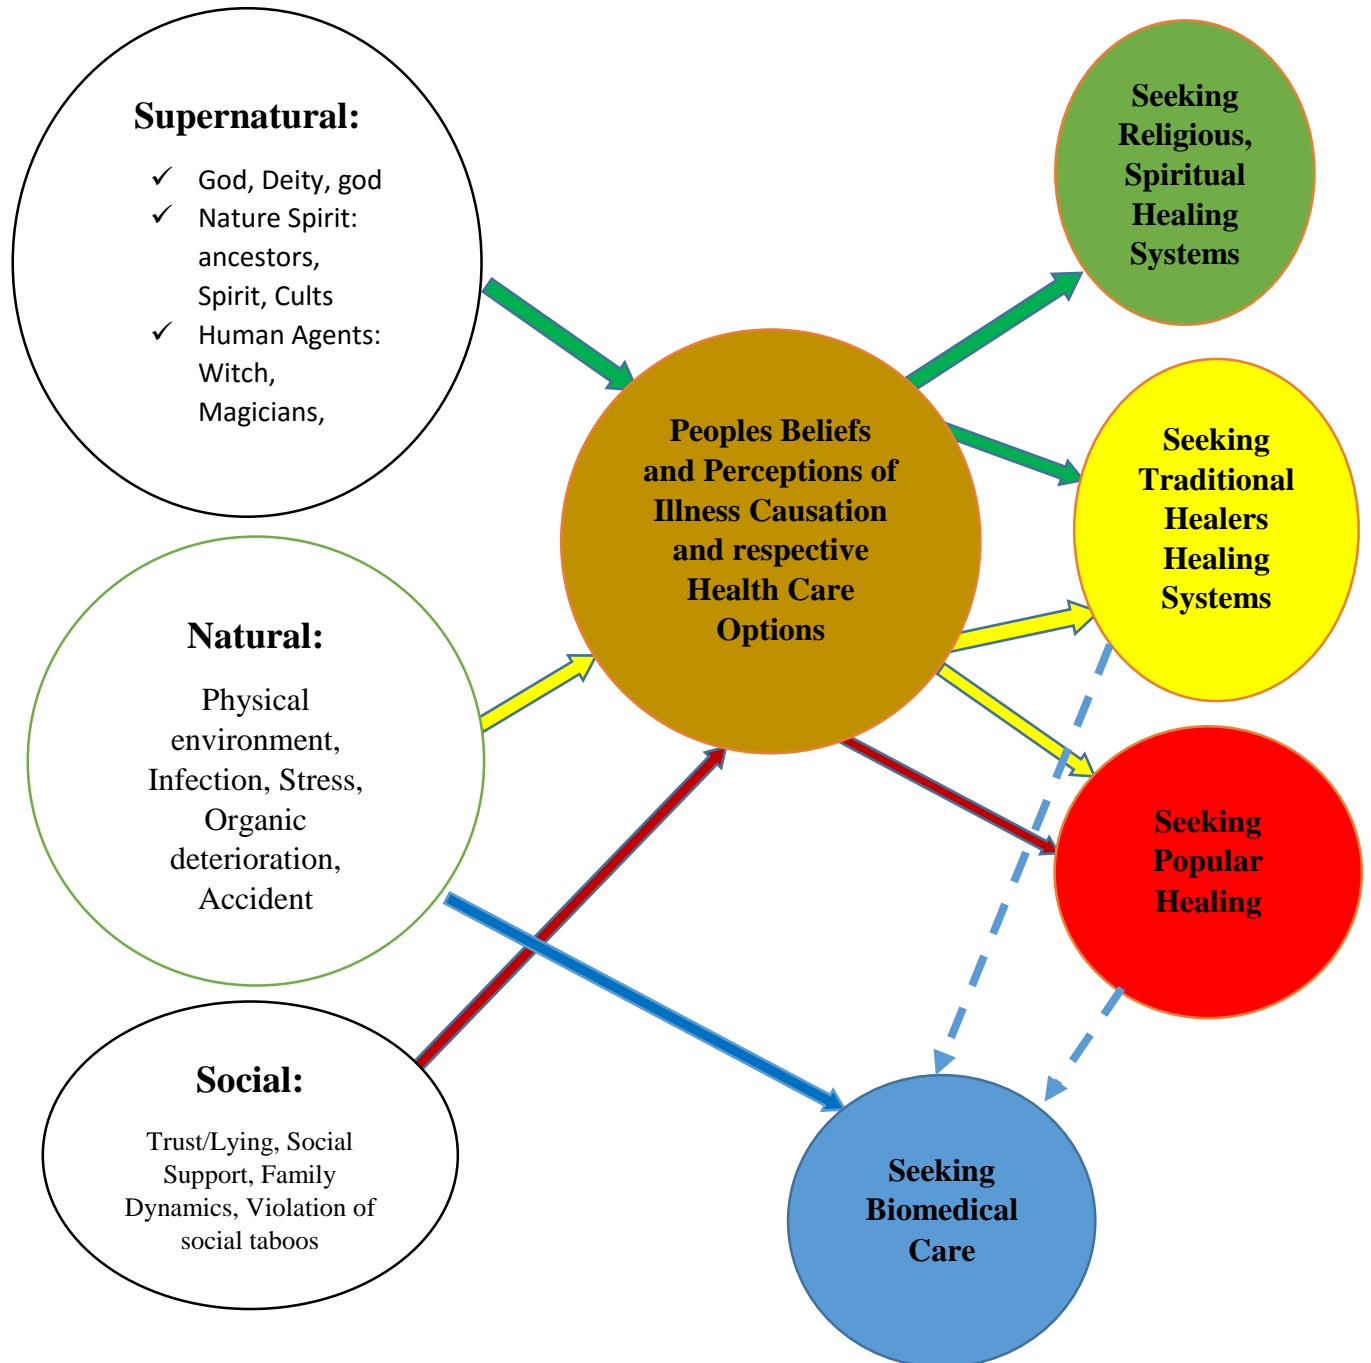 Supernatural:
✓ God, Deity, god
✓ Nature Spirit:
ancestors,
Spirit, Cults
✓ Human Agents:
Witch,
Magicians,
Natural:
Physical
environment,
Infection, Stress,
Organic
deterioration,
Accident
Social:
Trust/Lying, Social
Support, Family
Dynamics, Violation of
social taboos
Peoples Beliefs
and Perceptions of
Illness Causation
and respective
Health Care
Options
Seeking
Religious,
Spiritual
Healing
Systems
Seeking
Traditional
Healers
Healing
Systems
Seeking
Popular
Healing
Seeking
Biomedical
Care